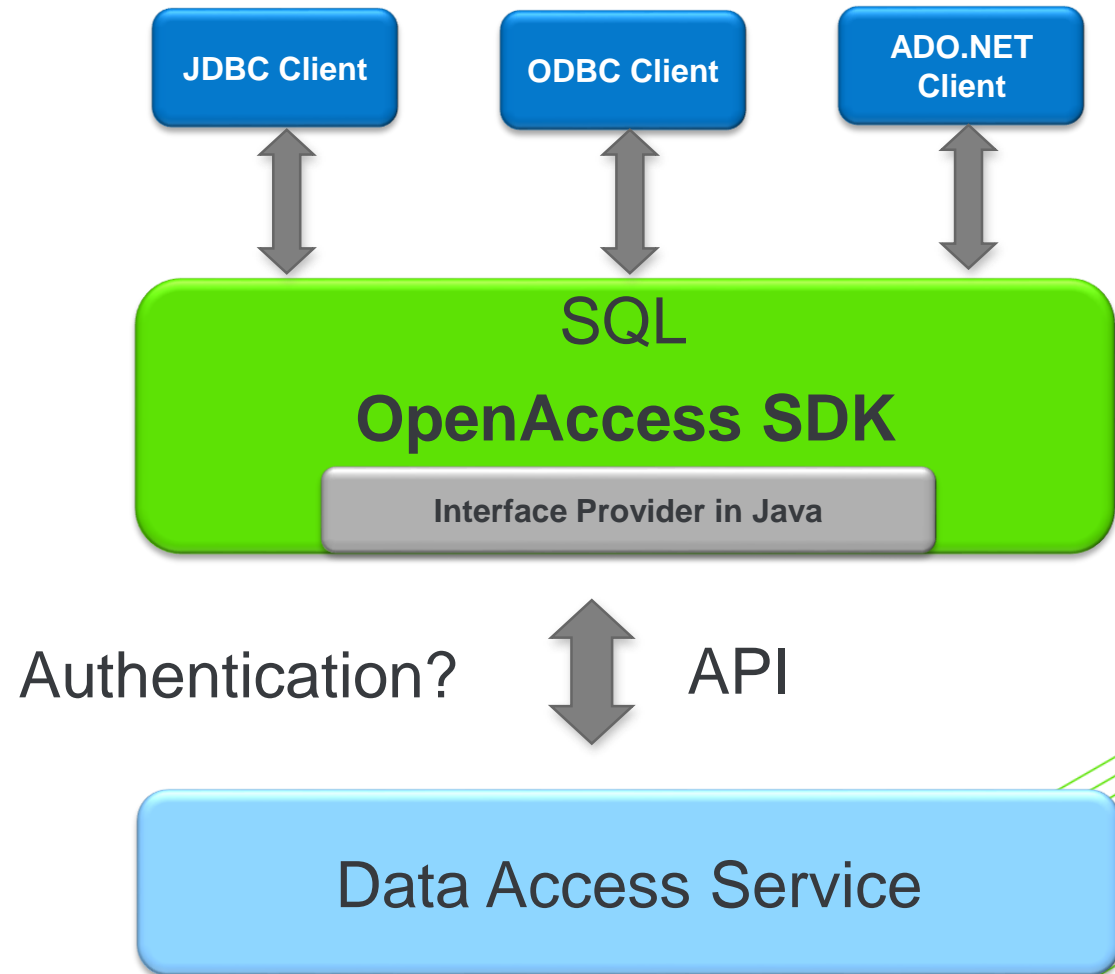 JDBC Client
ODBC Client
ADO.NET
Client
SQL
OpenAccess SDK
Interface Provider in Java
Authentication?
API
Data Access Service